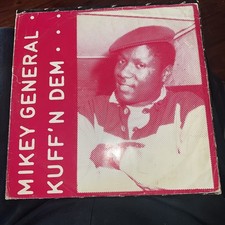 MIKEY GENERAL .
KUFF'N DEM . . .